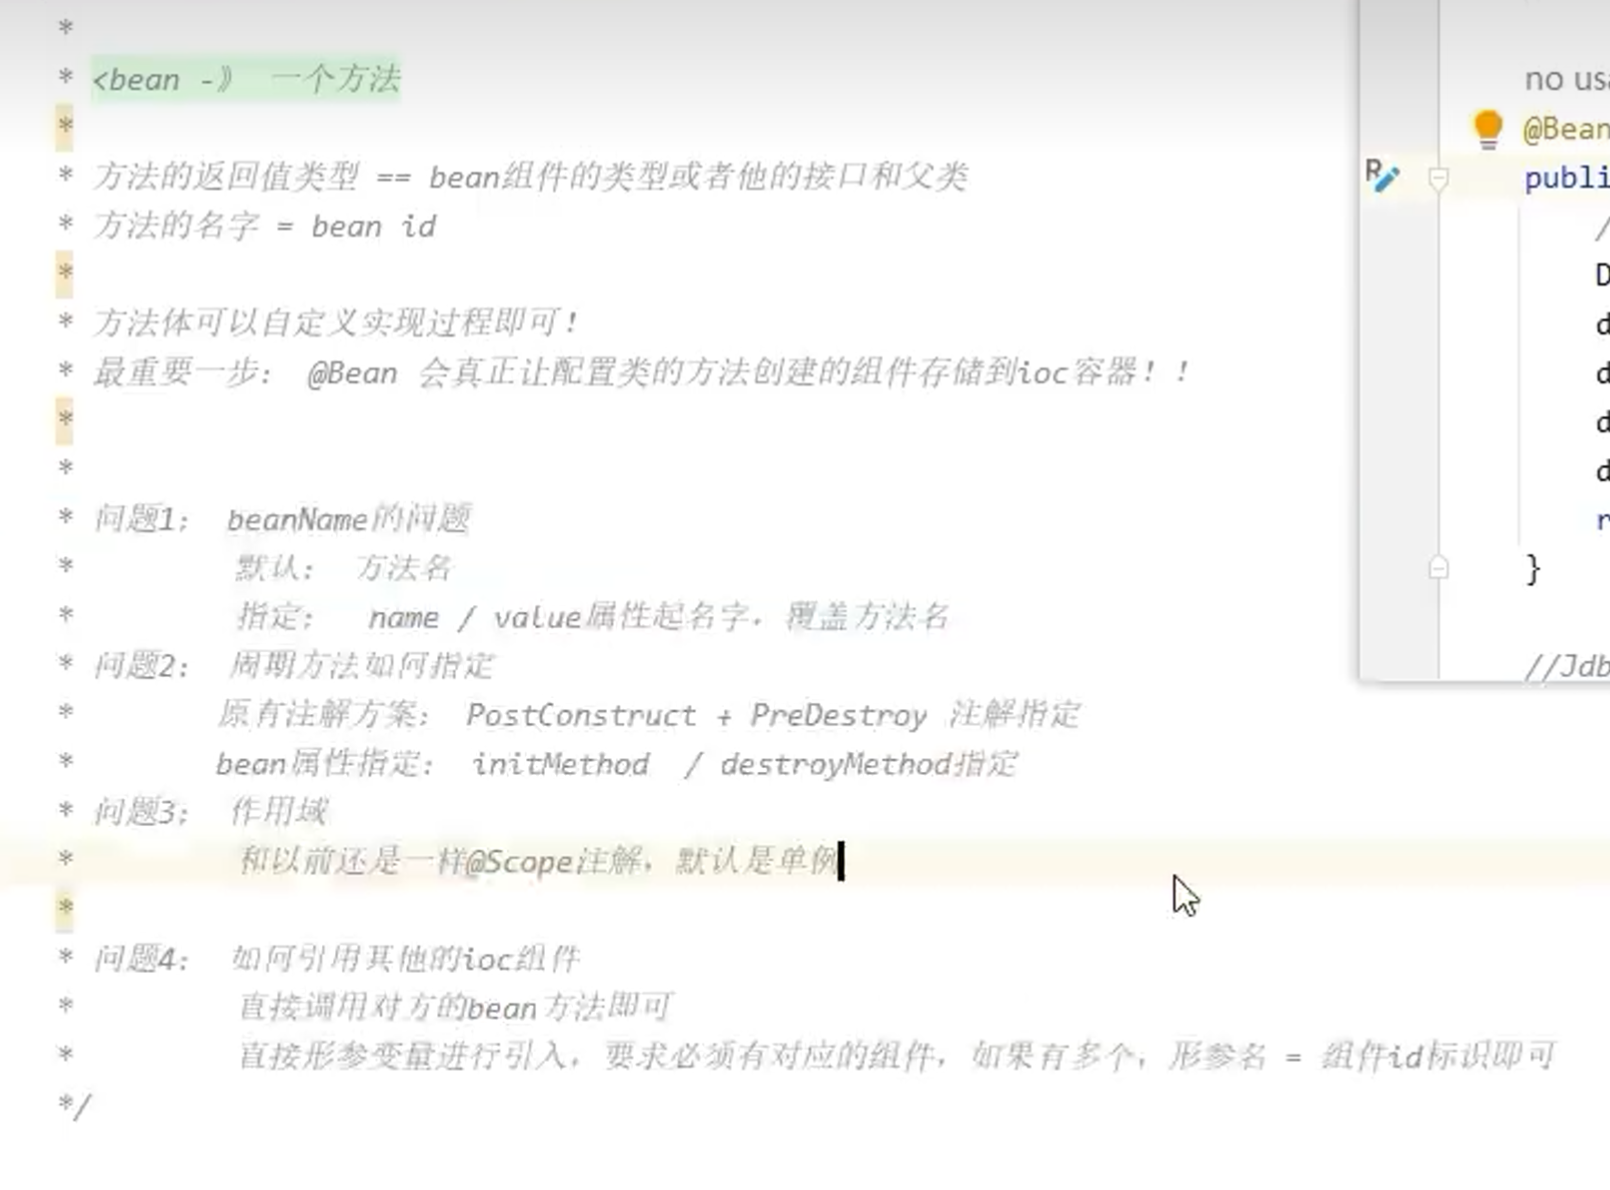 *
* <bean -》 一个方法
*
* 方法的返回值类型 == bean组件的类型或者他的接口和父类
* 方法的名字 = bean id
*
* 方法体可以自定义实现过程即可！
* 最重要一步： @Bean 会真正让配置类的方法创建的组件存储到ioc容器！！
*
*
* 问题1： beanName的问题
* 默认： 方法名
* 指定： name / value属性起名字，覆盖方法名
* 问题2： 周期方法如何指定
* 原有注解方案： PostConstruct + PreDestroy 注解指定
* bean属性指定： initMethod / destroyMethod指定
* 问题3： 作用域
* 和以前还是一样@Scope注解，默认是单例
*
* 问题4： 如何引用其他的ioc组件
* 直接调用对方的bean方法即可
* 直接形参变量进行引入，要求必须有对应的组件，如果有多个，形参名 = 组件id标识即可
*/
no usa
@Bean
publi
/
D
d
d
d
d
r
}
//Jdb